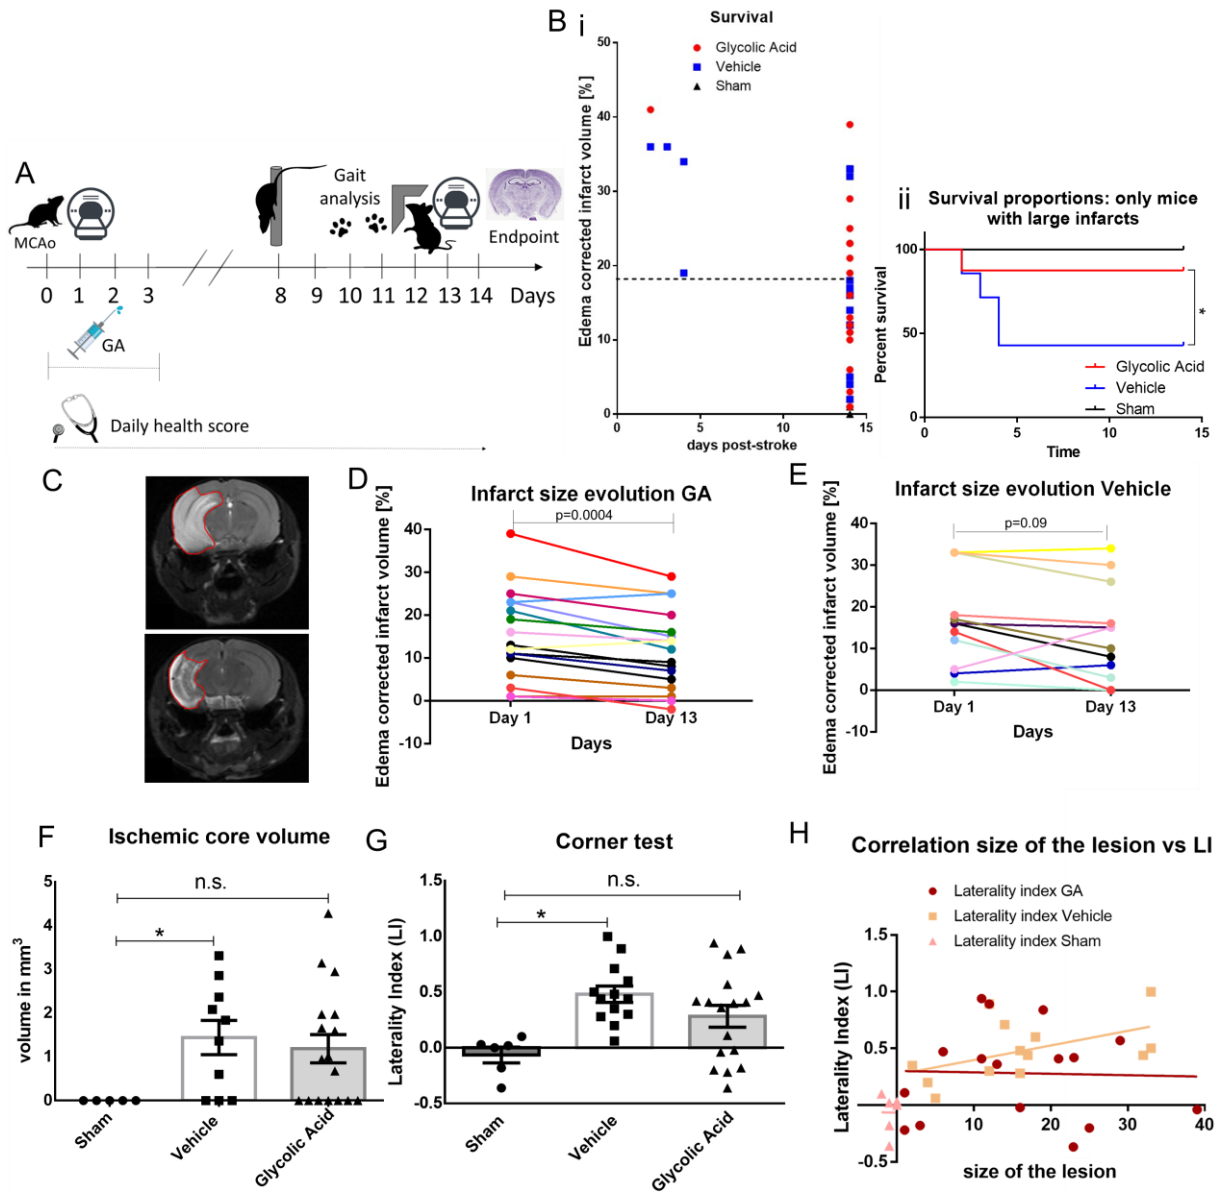 A
MCAo
Gait
analysis
Endpoint
0 1 2 3 8 9 10 11 12 13 14 Days
GA
Daily health score
B i
Survival
Glycolic Acid
Vehicle
Sham
Edema corrected infarct volume [%]
50
40
30
20
10
0
0 5 10 15
days post-stroke
ii
Survival proportions: only mice
with large infarcts
Percent survival
100
50
0
*
Glycolic Acid
Vehicle
Sham
0 5 10 15
Time
C
D
Infarct size evolution GA
p=0.0004
Edema corrected infarct volume [%]
40
30
20
10
0
-10
Day 1 Day 13
Days
E
Infarct size evolution Vehicle
p=0.09
Edema corrected infarct volume [%]
40
30
20
10
0
-10
Day 1 Day 13
Days
F
Ischemic core volume
n.s.
*
volume in mm³
5
4
3
2
1
0
Sham
Vehicle
Glycolic Acid
G
Corner test
n.s.
*
Laterality Index (LI)
1.5
1.0
0.5
0.0
-0.5
Sham
Vehicle
Glycolic Acid
H
Correlation size of the lesion vs LI
Laterality index GA
Laterality index Vehicle
Laterality index Sham
Laterality Index (LI)
1.5
1.0
0.5
-0.5
10 20 30 40
size of the lesion